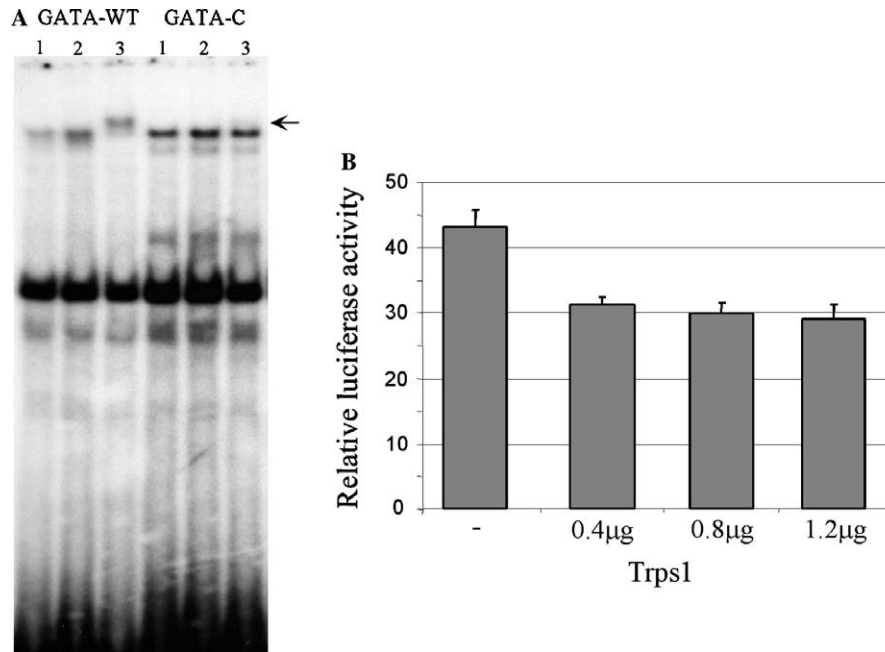 A GATA-WT GATA-C
1 2 3 1 2 3
B
50
40
30
20
10
0
Relative luciferase activity
- 0.4µg 0.8µg 1.2µg
Trps1